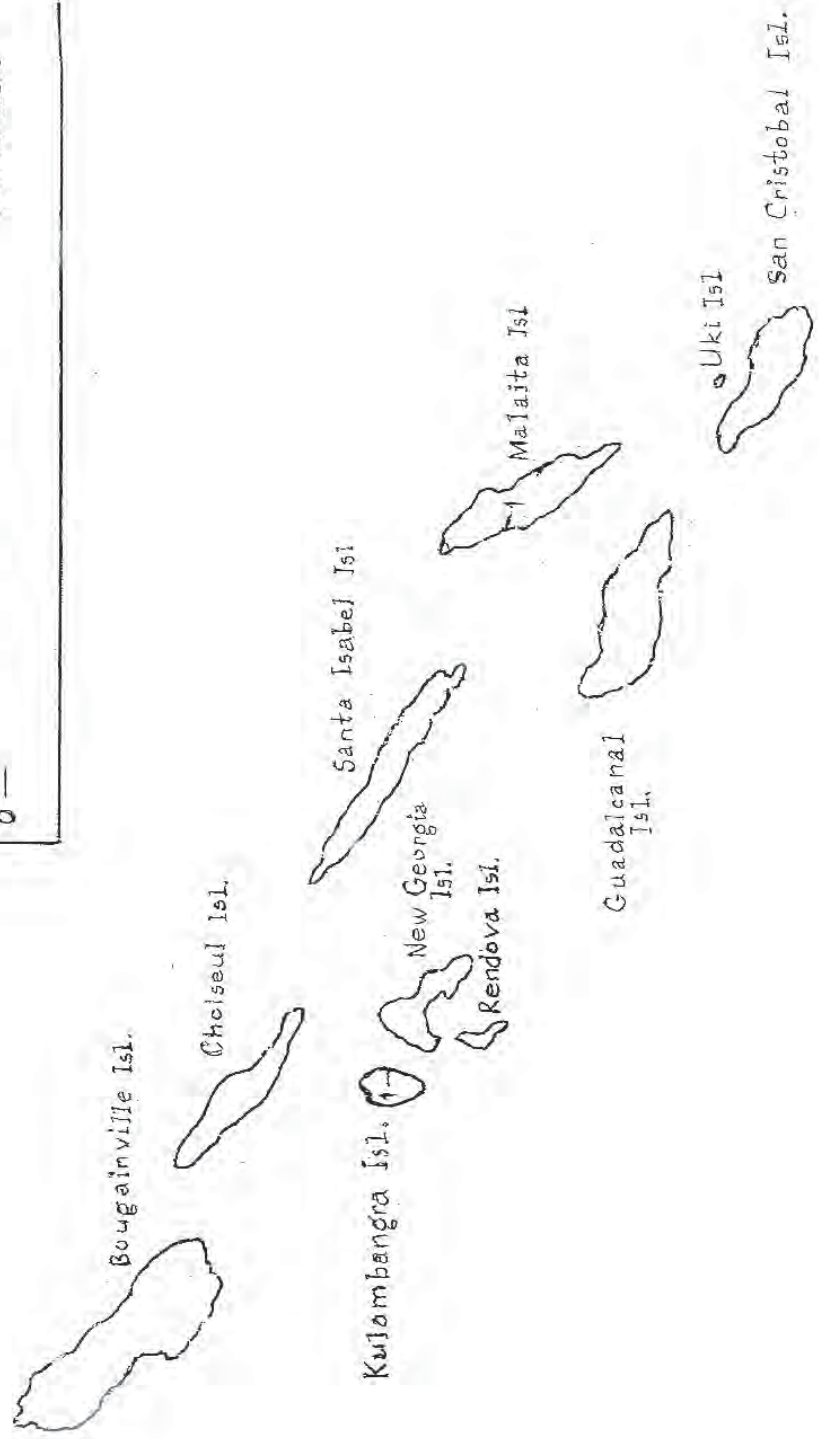 Bougainville Isl.
Choiseul Isl.
Santa Isabel Isl
Malaita Isl
Kulambangra Isl.
New Georgia
Isl.
Rendova Isl.
Guadalcanal
Isl.
Uki Isl
San Cristobal Isl.